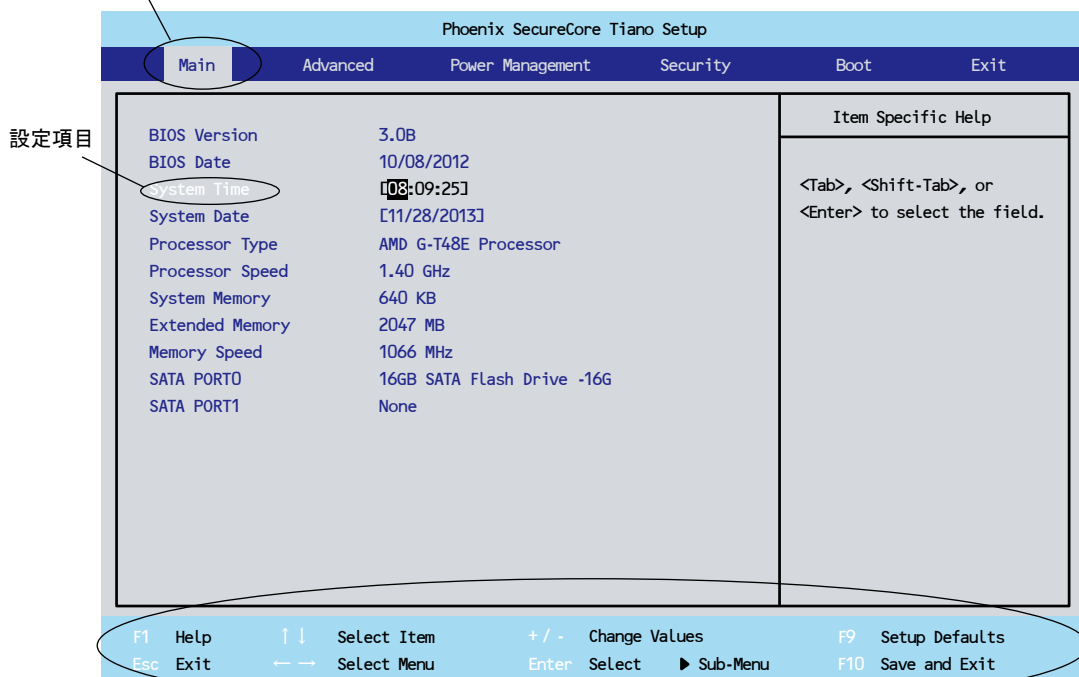 Phoenix SecureCore Tiano Setup
Main Advanced Power Management Security Boot Exit
設定項目
BIOS Version 3.0B
BIOS Date 10/08/2012
System Time [08:09:25]
System Date [11/28/2013]
Processor Type AMD G-T48E Processor
Processor Speed 1.40 GHz
System Memory 640 KB
Extended Memory 2047 MB
Memory Speed 1066 MHz
SATA PORT0 16GB SATA Flash Drive -16G
SATA PORT1 None
Item Specific Help
<Tab>, <Shift-Tab>, or
<Enter> to select the field.
F1 Help ↑↓ Select Item +/- Change Values F9 Setup Defaults
Esc Exit ←→ Select Menu Enter Select ▶ Sub-Menu F10 Save and Exit